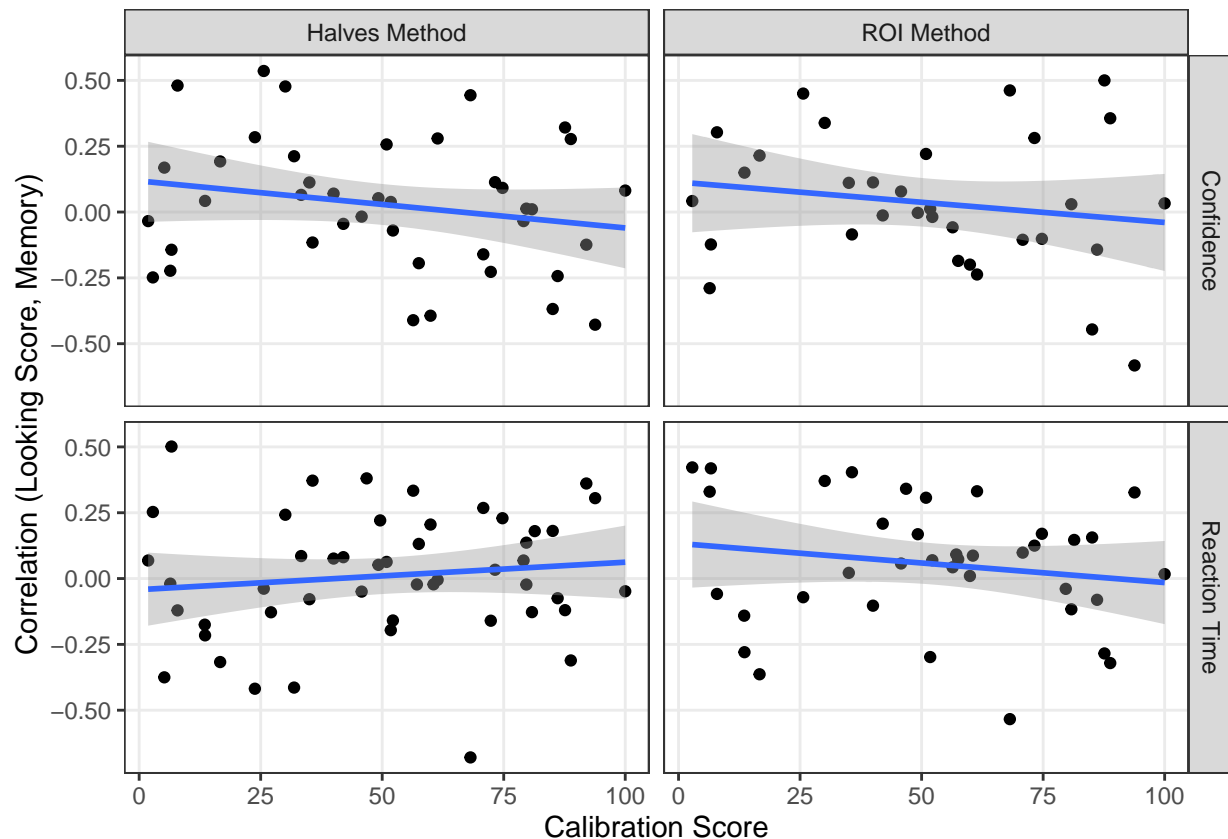 Halves Method
ROI Method
Correlation (Looking Score, Memory)
0.50
0.25
0.00
−0.25
−0.50
Confidence
0.50
0.25
0.00
−0.25
−0.50
Reaction Time
0 25 50 75 100
0 25 50 75 100
Calibration Score